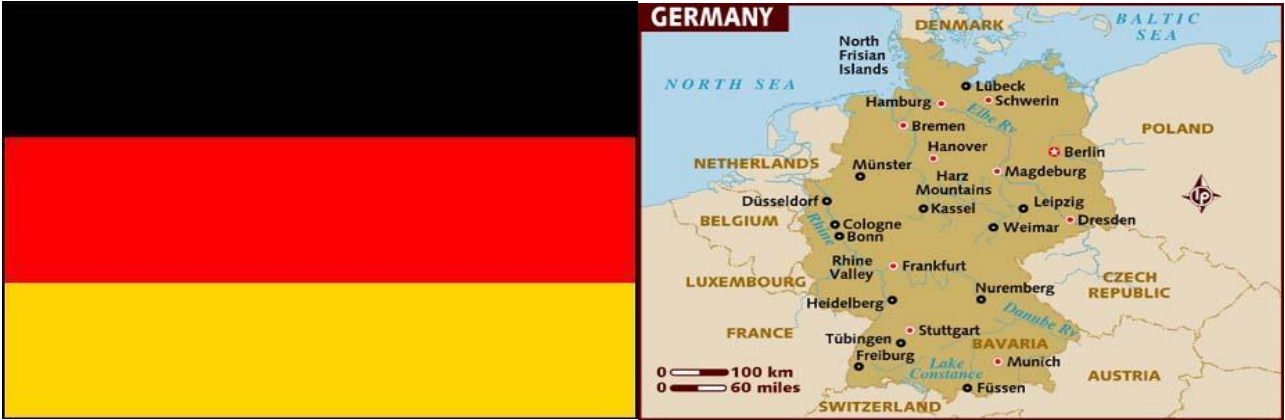 GERMANY
DENMARK
BALTIC
SEA
North
Frisian
Islands
NORTH SEA
Lübeck
Schwerin
Hamburg
Elbe Rv
Bremen
POLAND
Hanover
Berlin
NETHERLANDS
Münster
Magdeburg
Harz
Mountains
Düsseldorf
Kassel
Leipzig
lp
BELGIUM
Cologne
Dresden
Weimar
Rhine
Bonn
Rhine
Valley
Frankfurt
LUXEMBOURG
CZECH
REPUBLIC
Heidelberg
Nuremberg
Danube Rv
FRANCE
Stuttgart
Tübingen
BAVARIA
Freiburg
Munich
Lake
Constance
0 100 km
0 60 miles
AUSTRIA
Füssen
SWITZERLAND